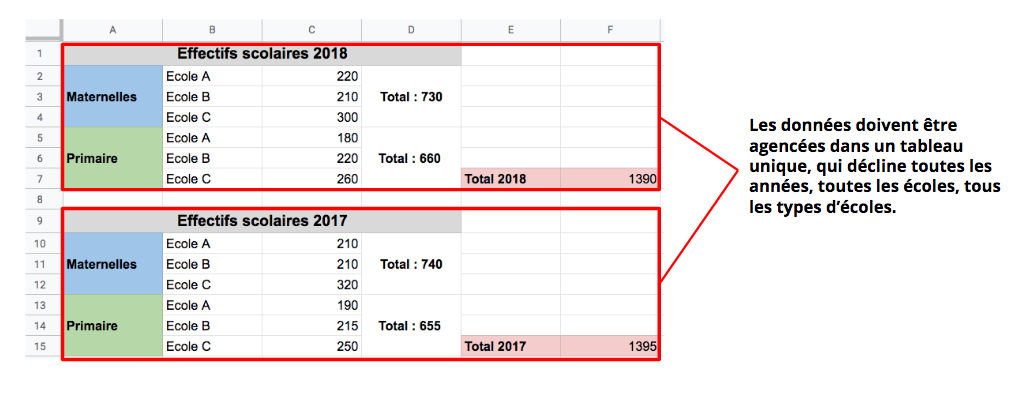 A B C D E F
1 Effectifs scolaires 2018
2 Ecole A 220
3 Maternelles Ecole B 210 Total : 730
4 Ecole C 300
5 Ecole A 180
6 Primaire Ecole B 220 Total : 660
7 Ecole C 260 Total 2018 1390
8
9 Effectifs scolaires 2017
10 Ecole A 210
11 Maternelles Ecole B 210 Total : 740
12 Ecole C 320
13 Ecole A 190
14 Primaire Ecole B 215 Total : 655
15 Ecole C 250 Total 2017 1395
Les données doivent être
agencées dans un tableau
unique, qui décline toutes les
années, toutes les écoles, tous
les types d’écoles.